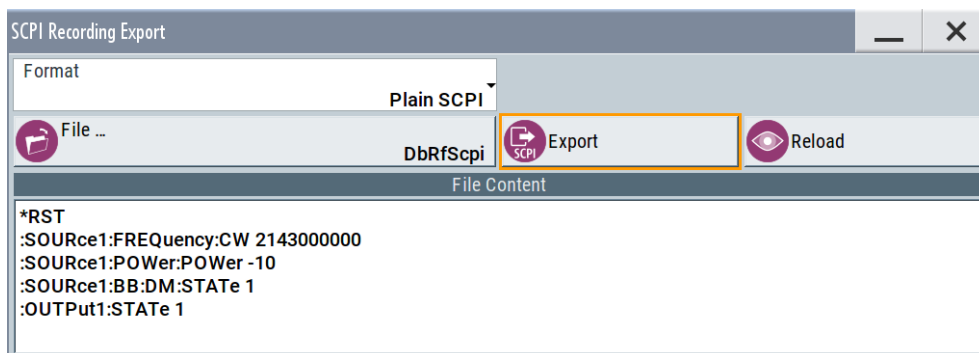 SCPI Recording Export
Format
Plain SCPI
File ...
DbRfScpi
SCPI
Export
Reload
File Content
*RST
:SOURce1:FREQuency:CW 2143000000
:SOURce1:POWer:POWer -10
:SOURce1:BB:DM:STATe 1
:OUTPut1:STATe 1